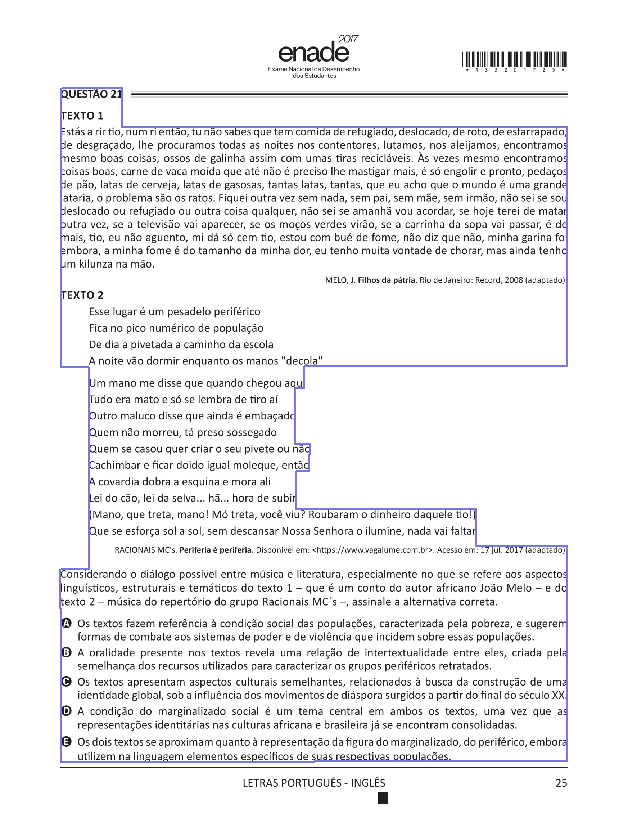 enade 2017
Exame Nacional de Desempenho
dos Estudantes
*R3320172 5*
QUESTÃO 21
TEXTO 1
Estás a rir tio, num ri então, tu não sabes que tem comida de refugiado, deslocado, de roto, de esfarrapado,
de desgraçado, lhe procuramos todas as noites nos contentores, lutamos, nos aleijamos, encontramos
mesmo boas coisas, ossos de galinha assim com umas tiras recicláveis. Às vezes mesmo encontramos
coisas boas, carne de vaca moída que até não é preciso lhe mastigar mais, é só engolir e pronto, pedaços
de pão, latas de cerveja, latas de gasosas, tantas latas, tantas, que eu acho que o mundo é uma grande
lataria, o problema são os ratos. Fiquei outra vez sem nada, sem pai, sem mãe, sem irmão, não sei se sou
deslocado ou refugiado ou outra coisa qualquer, não sei se amanhã vou acordar, se hoje terei de matar
outra vez, se a televisão vai aparecer, se os moços verdes virão, se a carrinha da sopa vai passar, é de
mais, tio, eu não aguento, mi dá só cem tio, estou com bué de fome, não diz que não, minha garina foi
embora, a minha fome é do tamanho da minha dor, eu tenho muita vontade de chorar, mas ainda tenho
um kilunza na mão.
MELO, J. Filhos da pátria. Rio de Janeiro: Record, 2008 (adaptado).
TEXTO 2
Esse lugar é um pesadelo periférico
Fica no pico numérico de população
De dia a pivetada a caminho da escola
A noite vão dormir enquanto os manos "decola"
Um mano me disse que quando chegou aqui
Tudo era mato e só se lembra de tiro aí
Outro maluco disse que ainda é embaçado
Quem não morreu, tá preso sossegado
Quem se casou quer criar o seu pivete ou não
Cachimbar e ficar doido igual moleque, então
A covardia dobra a esquina e mora ali
Lei do cão, lei da selva... hã... hora de subir
(Mano, que treta, mano! Mó treta, você viu? Roubaram o dinheiro daquele tio!)
Que se esforça sol a sol, sem descansar Nossa Senhora o ilumine, nada vai faltar
RACIONAIS MC's. Periferia é periferia. Disponível em: <https://www.vagalume.com.br>. Acesso em: 17 jul. 2017 (adaptado).
Considerando o diálogo possível entre música e literatura, especialmente no que se refere aos aspectos
linguísticos, estruturais e temáticos do texto 1 – que é um conto do autor africano João Melo – e do
texto 2 – música do repertório do grupo Racionais MC´s –, assinale a alternativa correta.
A Os textos fazem referência à condição social das populações, caracterizada pela pobreza, e sugerem
formas de combate aos sistemas de poder e de violência que incidem sobre essas populações.
B A oralidade presente nos textos revela uma relação de intertextualidade entre eles, criada pela
semelhança dos recursos utilizados para caracterizar os grupos periféricos retratados.
C Os textos apresentam aspectos culturais semelhantes, relacionados à busca da construção de uma
identidade global, sob a influência dos movimentos de diáspora surgidos a partir do final do século XX.
D A condição do marginalizado social é um tema central em ambos os textos, uma vez que as
representações identitárias nas culturas africana e brasileira já se encontram consolidadas.
E Os dois textos se aproximam quanto à representação da figura do marginalizado, do periférico, embora
utilizem na linguagem elementos específicos de suas respectivas populações.
LETRAS PORTUGUÊS - INGLÊS
25